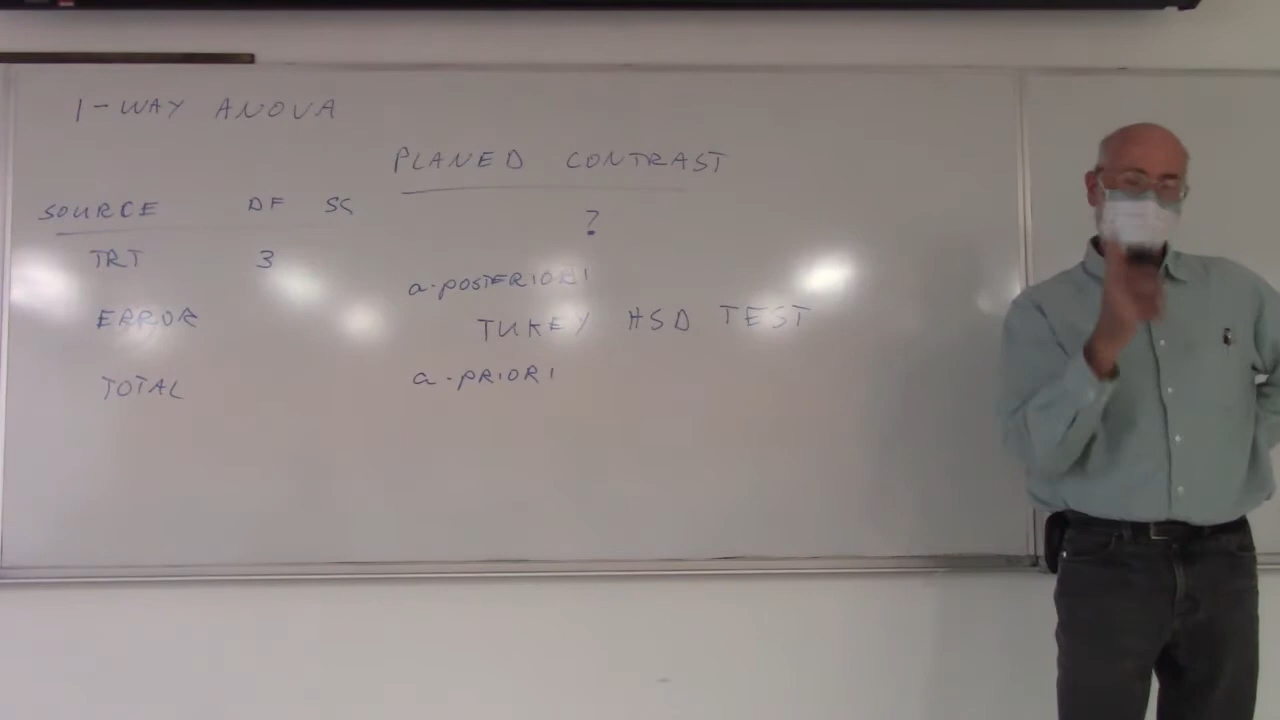 1-WAY ANOVA
PLANED CONTRAST
SOURCE DF SS
?
TRT 3
a.POSTERIORI
ERROR
TUKEY HSD TEST
TOTAL
a.PRIORI